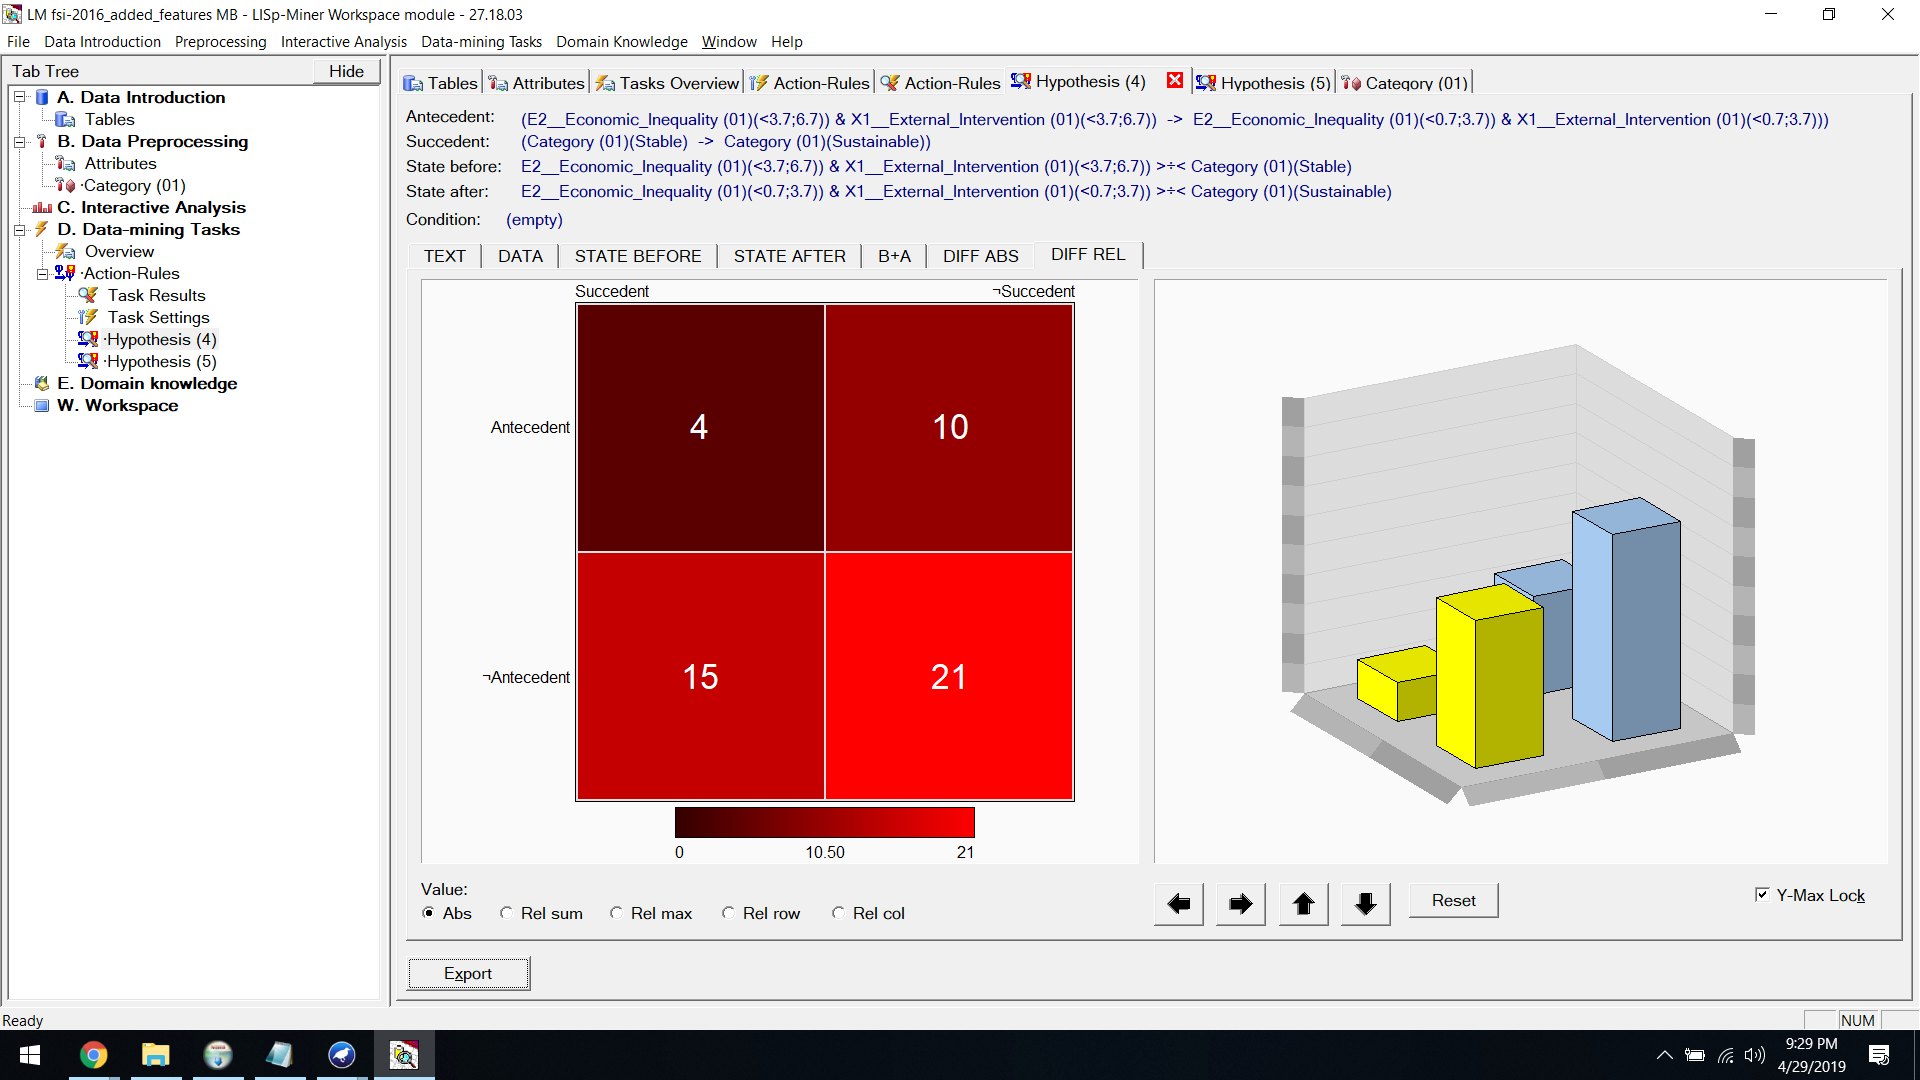 LM fsi-2016_added_features MB - LISp-Miner Workspace module - 27.18.03
File Data Introduction Preprocessing Interactive Analysis Data-mining Tasks Domain Knowledge Window Help
Tab Tree
Hide
A. Data Introduction
Tables
B. Data Preprocessing
Attributes
·Category (01)
C. Interactive Analysis
D. Data-mining Tasks
Overview
·Action-Rules
Task Results
Task Settings
·Hypothesis (4)
·Hypothesis (5)
E. Domain knowledge
W. Workspace
Tables Attributes Tasks Overview Action-Rules Action-Rules Hypothesis (4) Hypothesis (5) Category (01)
Antecedent: (E2__Economic_Inequality (01)(<3.7;6.7)) & X1__External_Intervention (01)(<3.7;6.7)) -> E2__Economic_Inequality (01)(<0.7;3.7)) & X1__External_Intervention (01)(<0.7;3.7)))
Succedent: (Category (01)(Stable) -> Category (01)(Sustainable))
State before: E2__Economic_Inequality (01)(<3.7;6.7)) & X1__External_Intervention (01)(<3.7;6.7)) >÷< Category (01)(Stable)
State after: E2__Economic_Inequality (01)(<0.7;3.7)) & X1__External_Intervention (01)(<0.7;3.7)) >÷< Category (01)(Sustainable)
Condition: (empty)
TEXT DATA STATE BEFORE STATE AFTER B+A DIFF ABS DIFF REL
Succedent ¬Succedent
Antecedent 4 10
¬Antecedent 15 21
0 10.50 21
Value:
Abs Rel sum Rel max Rel row Rel col
Reset
Y-Max Lock
Export
Ready
NUM
9:29 PM
4/29/2019